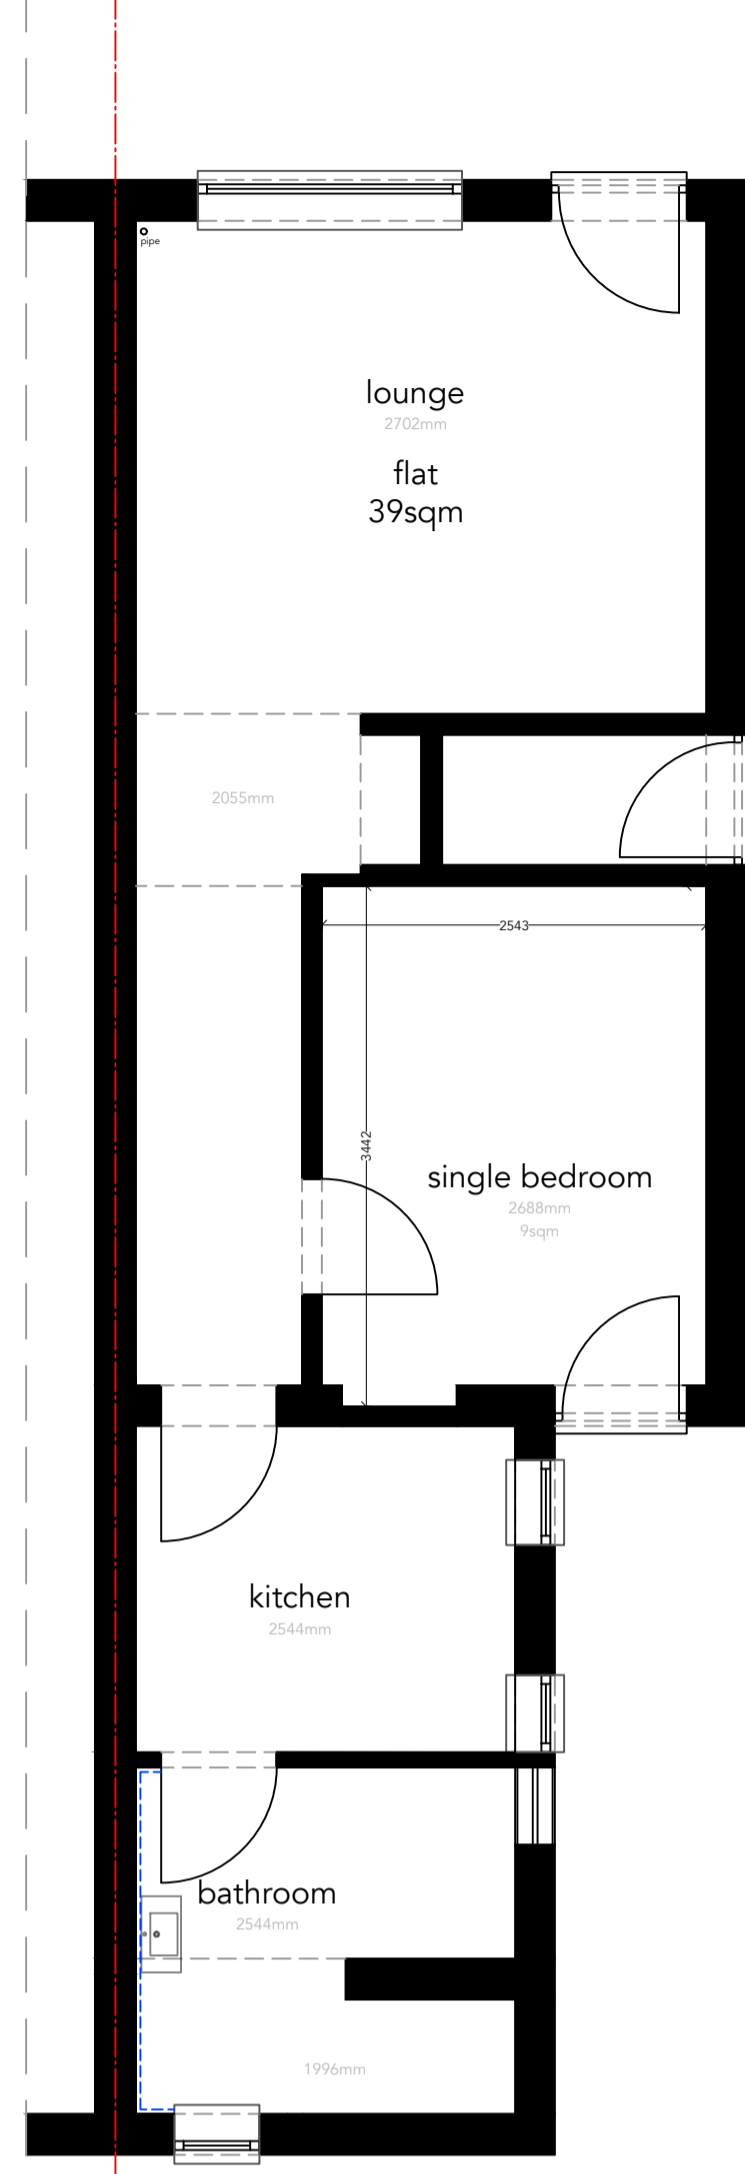 pipe
lounge
2702mm
flat
39sqm
2055mm
2543
3442
single bedroom
2688mm
9sqm
kitchen
2544mm
bathroom
2544mm
1996mm